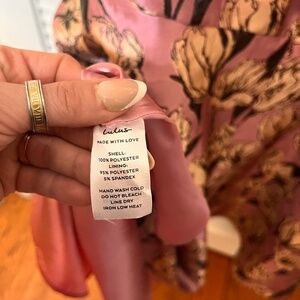 Lulus
MADE WITH LOVE
SHELL:
100% POLYESTER
LINING:
95% POLYESTER
5% SPANDEX
HAND WASH COLD
DO NOT BLEACH
LINE DRY
IRON LOW HEAT